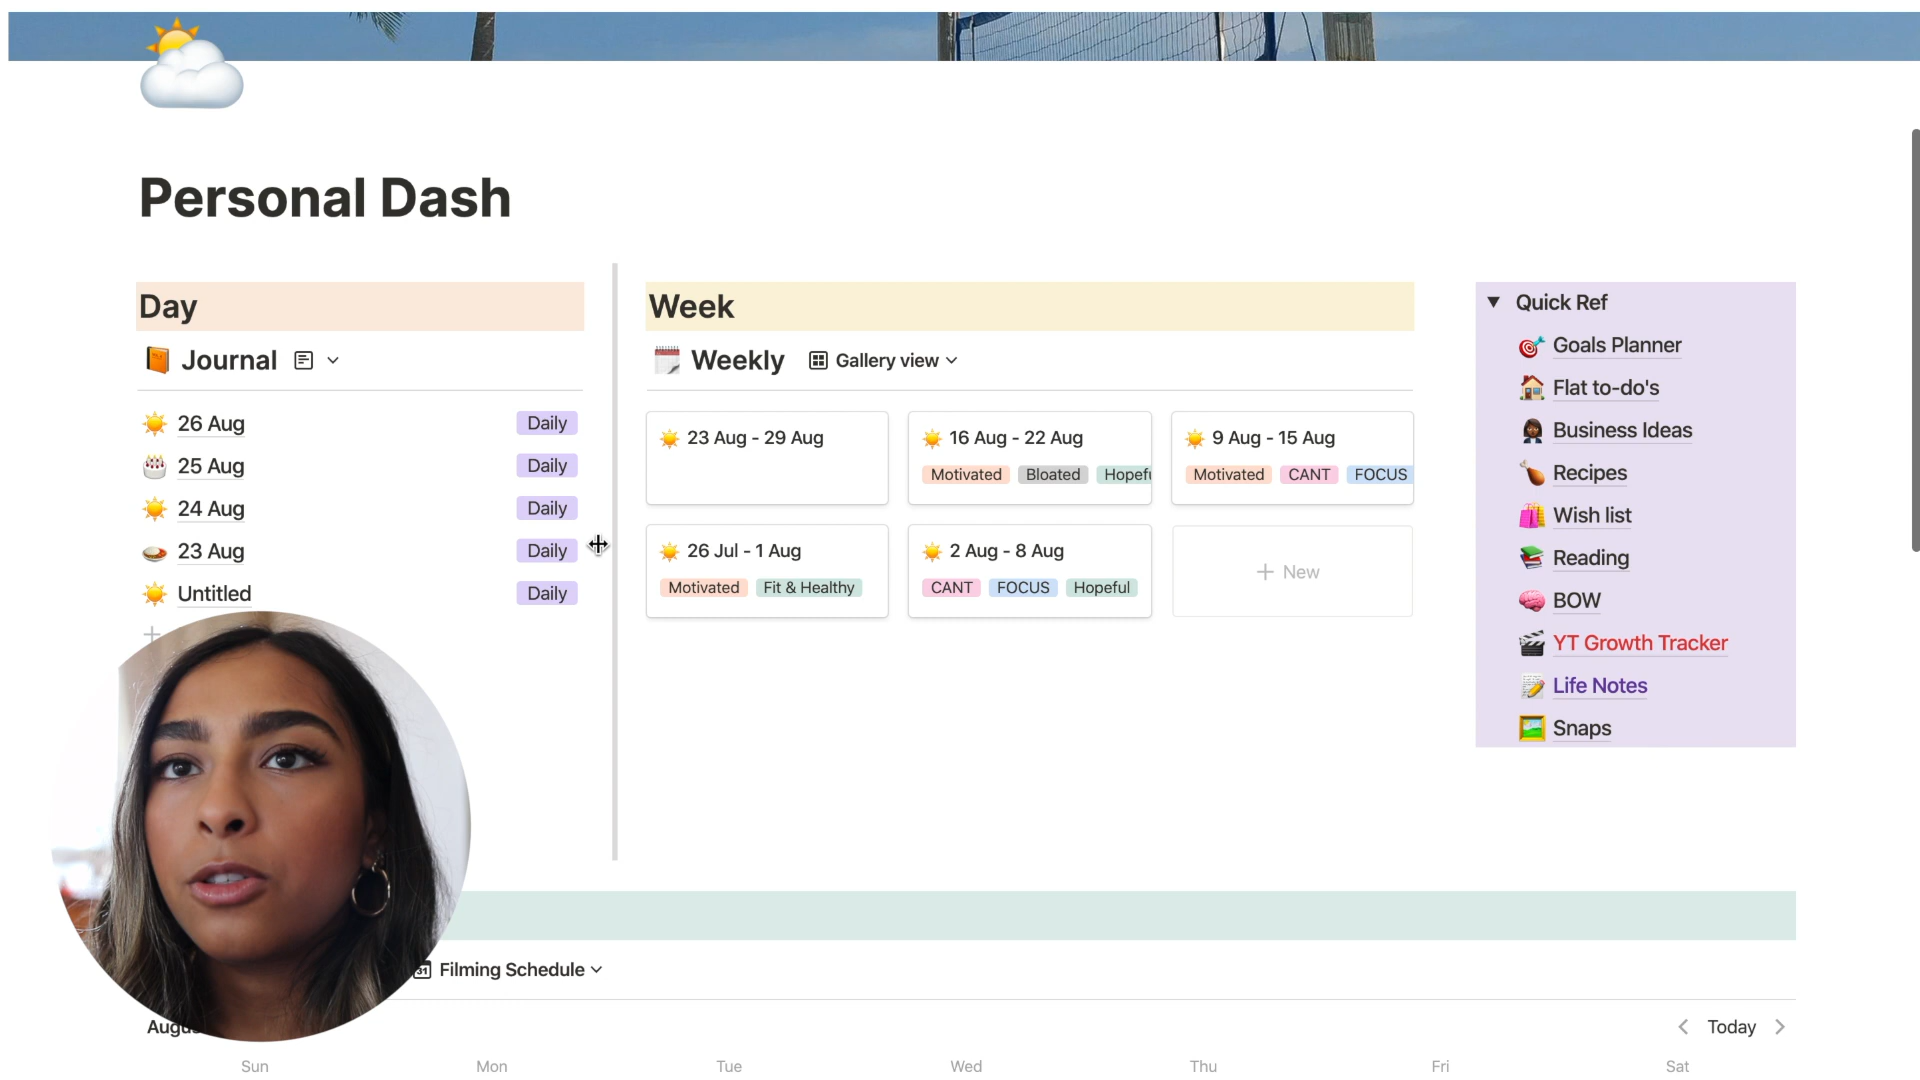 Personal Dash
Day
Journal
26 Aug Daily
25 Aug Daily
24 Aug Daily
23 Aug Daily
Untitled Daily
Week
Weekly Gallery view
23 Aug - 29 Aug
16 Aug - 22 Aug
Motivated Bloated Hopefu
9 Aug - 15 Aug
Motivated CANT FOCUS
26 Jul - 1 Aug
Motivated Fit & Healthy
2 Aug - 8 Aug
CANT FOCUS Hopeful
+ New
Quick Ref
Goals Planner
Flat to-do's
Business Ideas
Recipes
Wish list
Reading
BOW
YT Growth Tracker
Life Notes
Snaps
31 Filming Schedule
Augu
Today
Sun Mon Tue Wed Thu Fri Sat